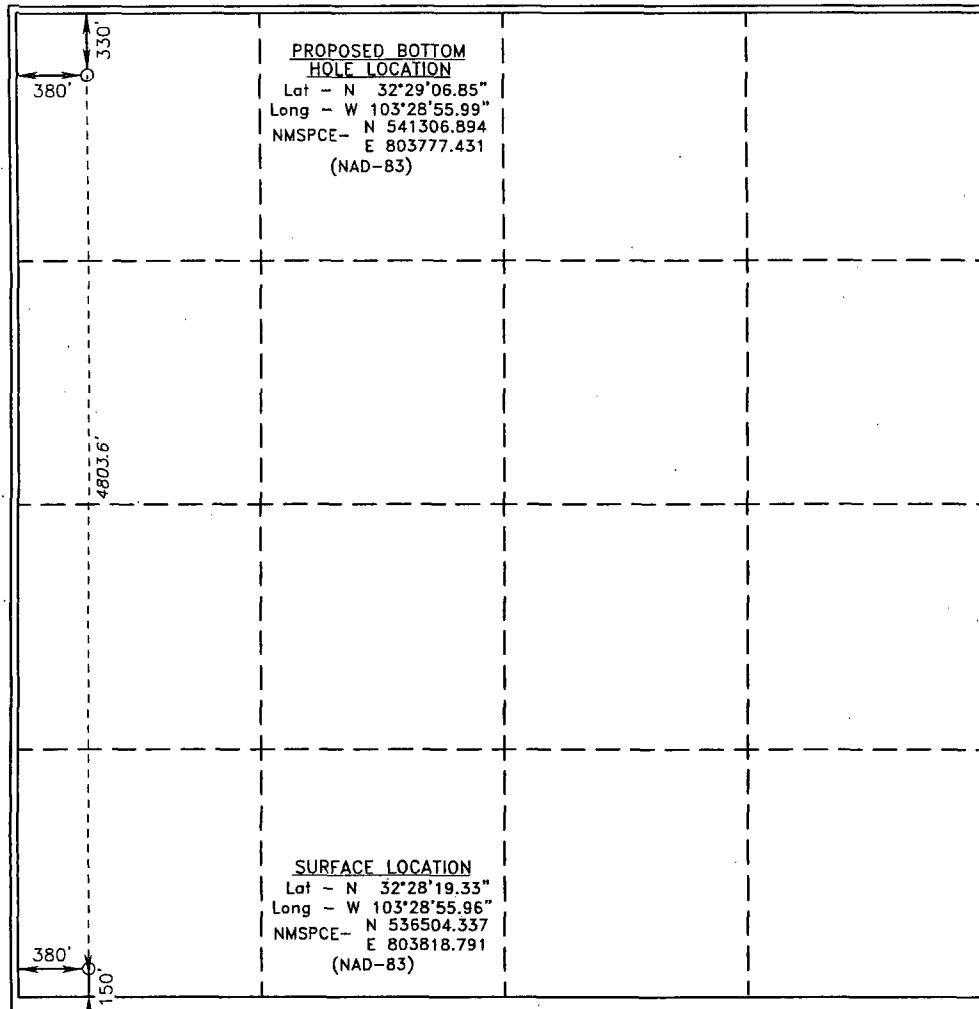 330'
380'
PROPOSED BOTTOM
HOLE LOCATION
Lat - N 32°29'06.85"
Long - W 103°28'55.99"
NMSPCE- N 541306.894
E 803777.431
(NAD-83)
4803.6'
SURFACE LOCATION
Lat - N 32°28'19.33"
Long - W 103°28'55.96"
NMSPCE- N 536504.337
E 803818.791
(NAD-83)
380'
150'